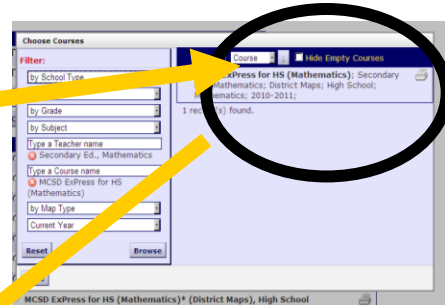 Choose Courses
Filter:
by School Type
by Grade
by Subject
Type a Teacher name
Secondary Ed., Mathematics
Type a Course name
MCSD ExPress for HS
(Mathematics)
by Map Type
Current Year
Reset Browse
Course Hide Empty Courses
ExPress for HS (Mathematics); Secondary
Mathematics; District Maps; High School;
2010-2011;
1 found.
MCSD ExPress for HS (Mathematics)* (District Maps), High School